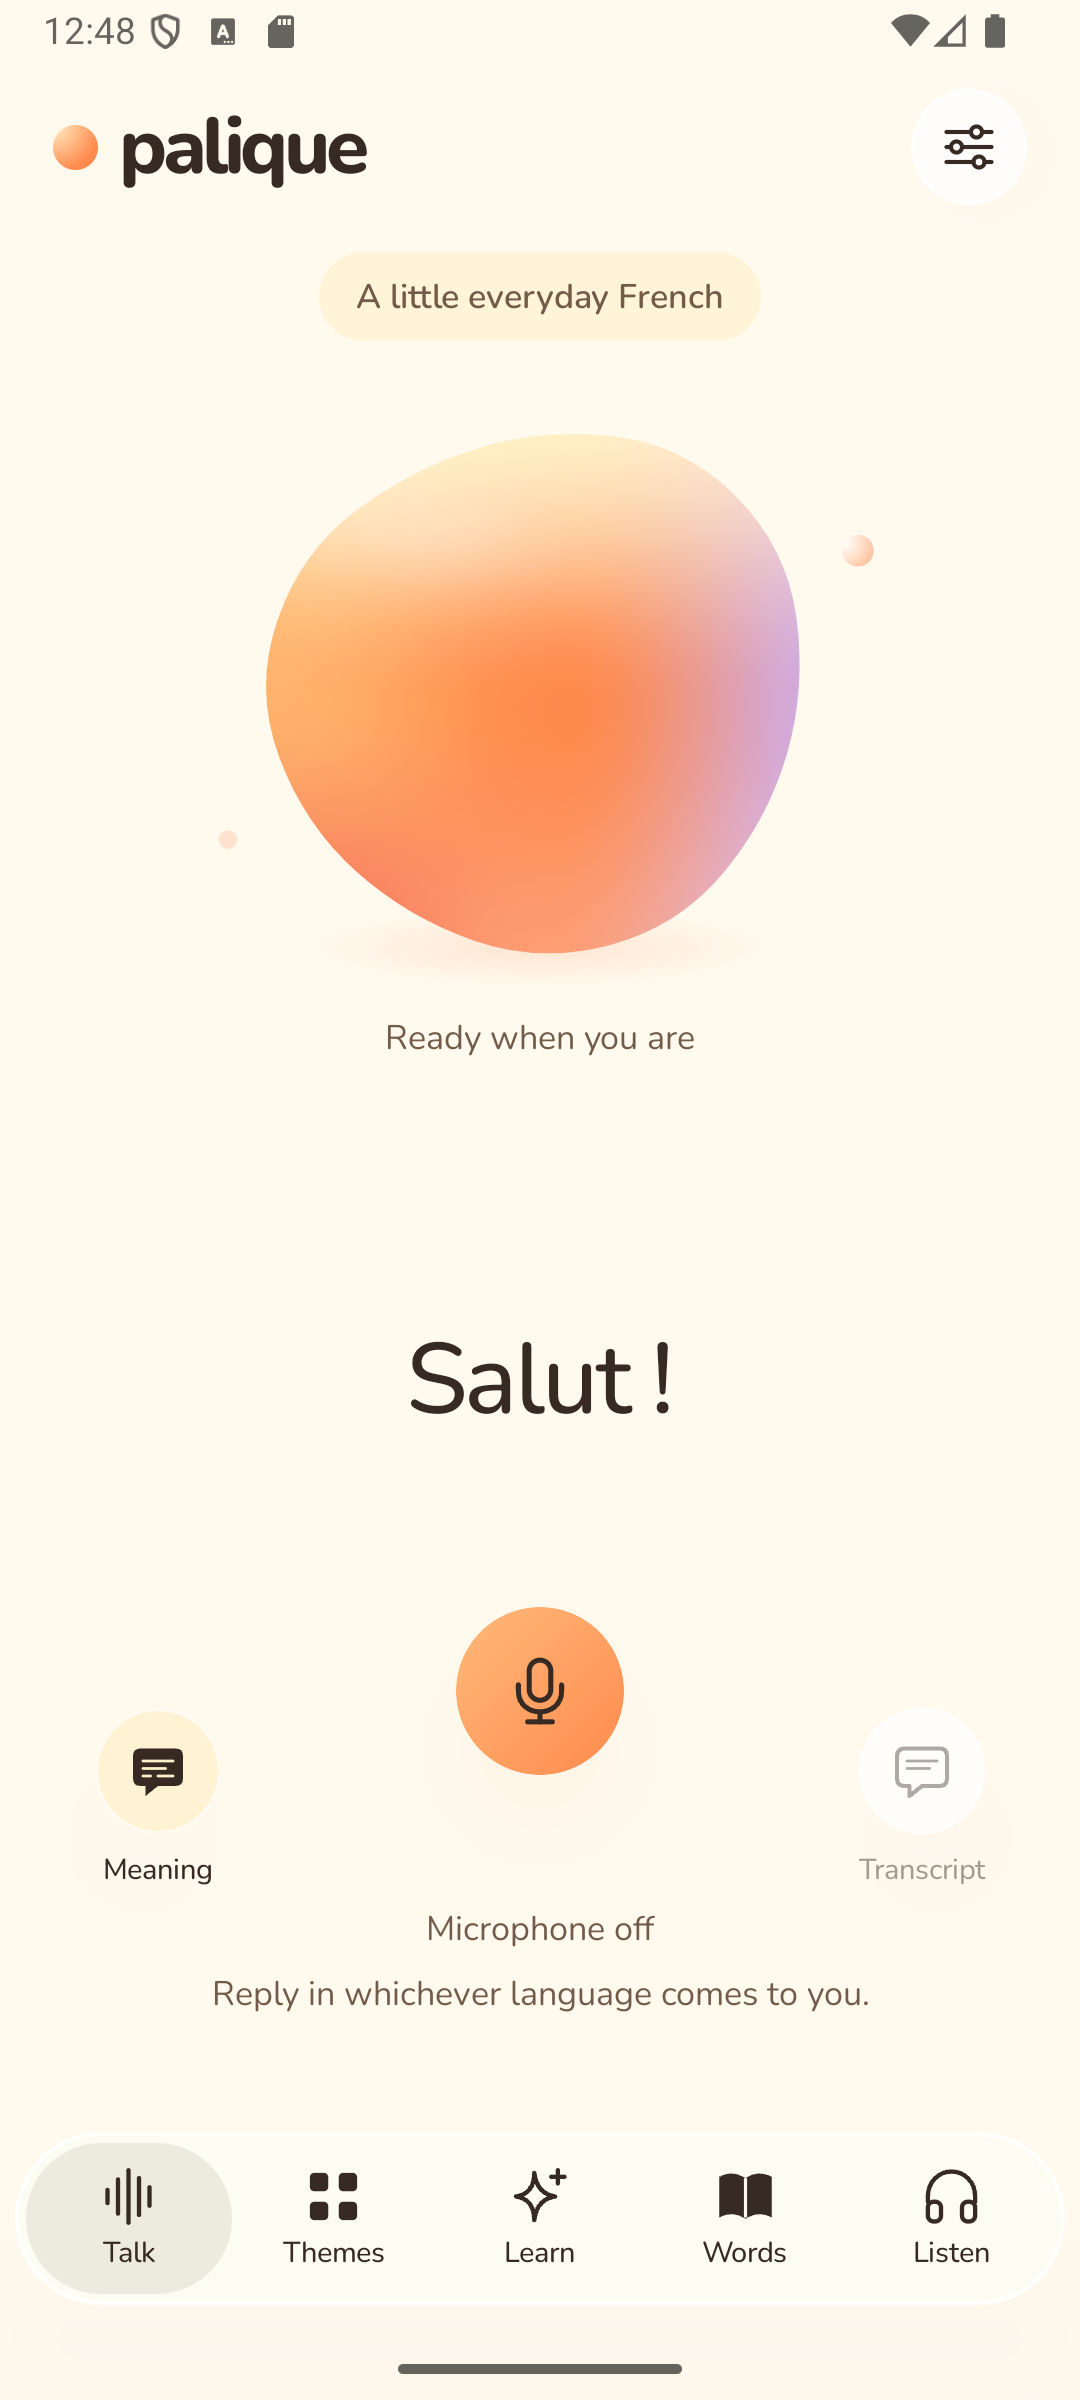 12:48
palique
A little everyday French
Ready when you are
Salut !
Meaning
Transcript
Microphone off
Reply in whichever language comes to you.
Talk
Themes
Learn
Words
Listen